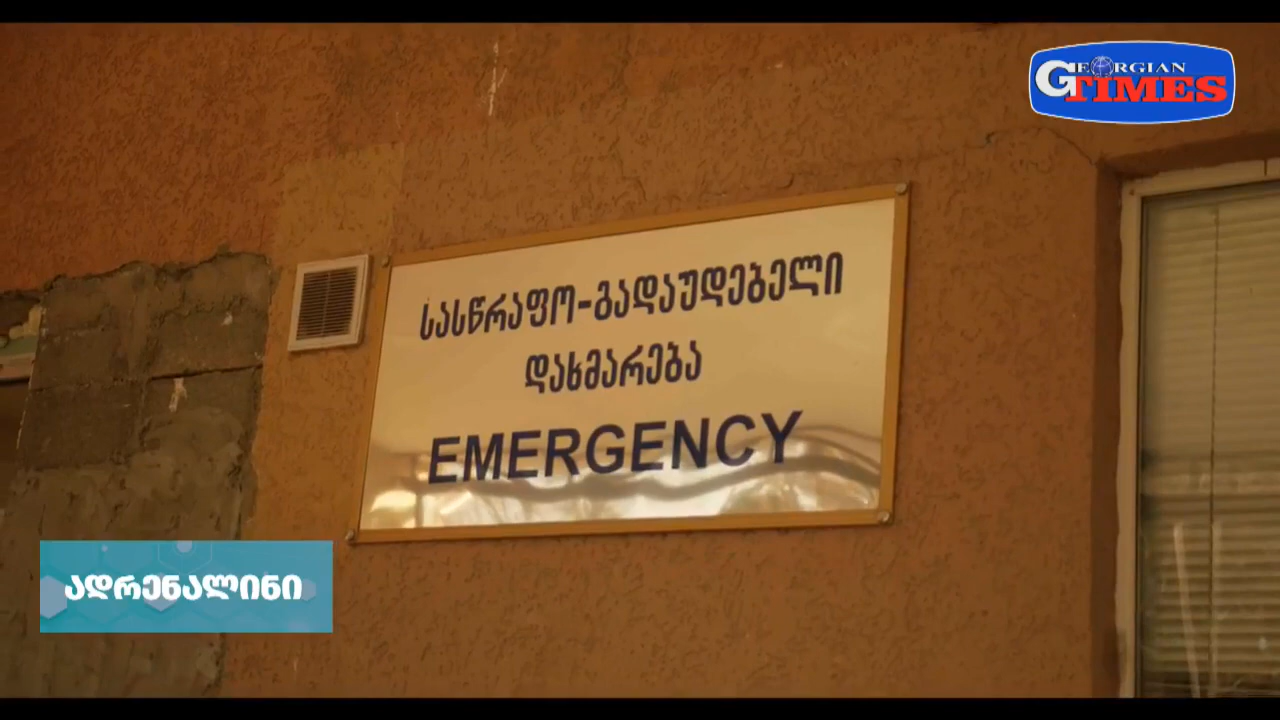 GEORGIAN
TIMES
სასწრაფო-გადაუდებელი
დახმარება
EMERGENCY
ადრენალინი